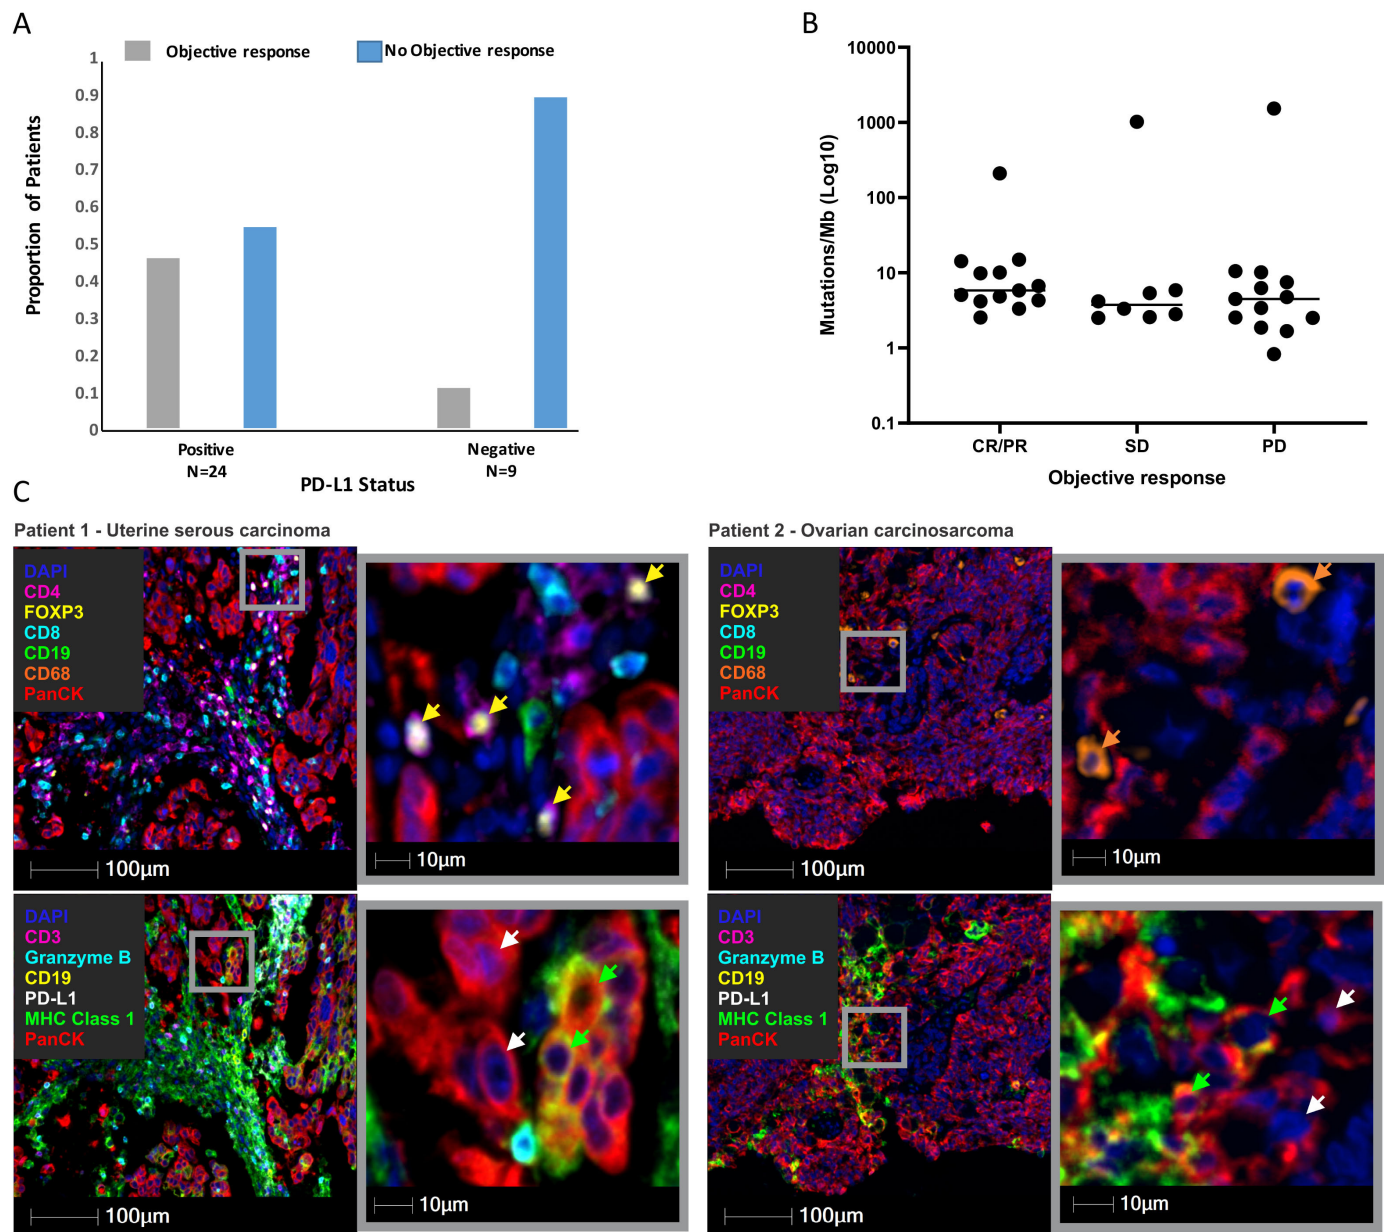 A
Objective response
No Objective response
1
0.9
0.8
0.7
0.6
0.5
0.4
0.3
0.2
0.1
0
Proportion of Patients
Positive
N=24
Negative
N=9
PD-L1 Status
B
10000
1000
100
10
1
0.1
Mutations/Mb (Log10)
CR/PR
SD
PD
Objective response
C
Patient 1 - Uterine serous carcinoma
DAPI
CD4
FOXP3
CD8
CD19
CD68
PanCK
100µm
10µm
Patient 2 - Ovarian carcinosarcoma
DAPI
CD4
FOXP3
CD8
CD19
CD68
PanCK
100µm
10µm
DAPI
CD3
Granzyme B
CD19
PD-L1
MHC Class 1
PanCK
100µm
10µm
DAPI
CD3
Granzyme B
CD19
PD-L1
MHC Class 1
PanCK
100µm
10µm